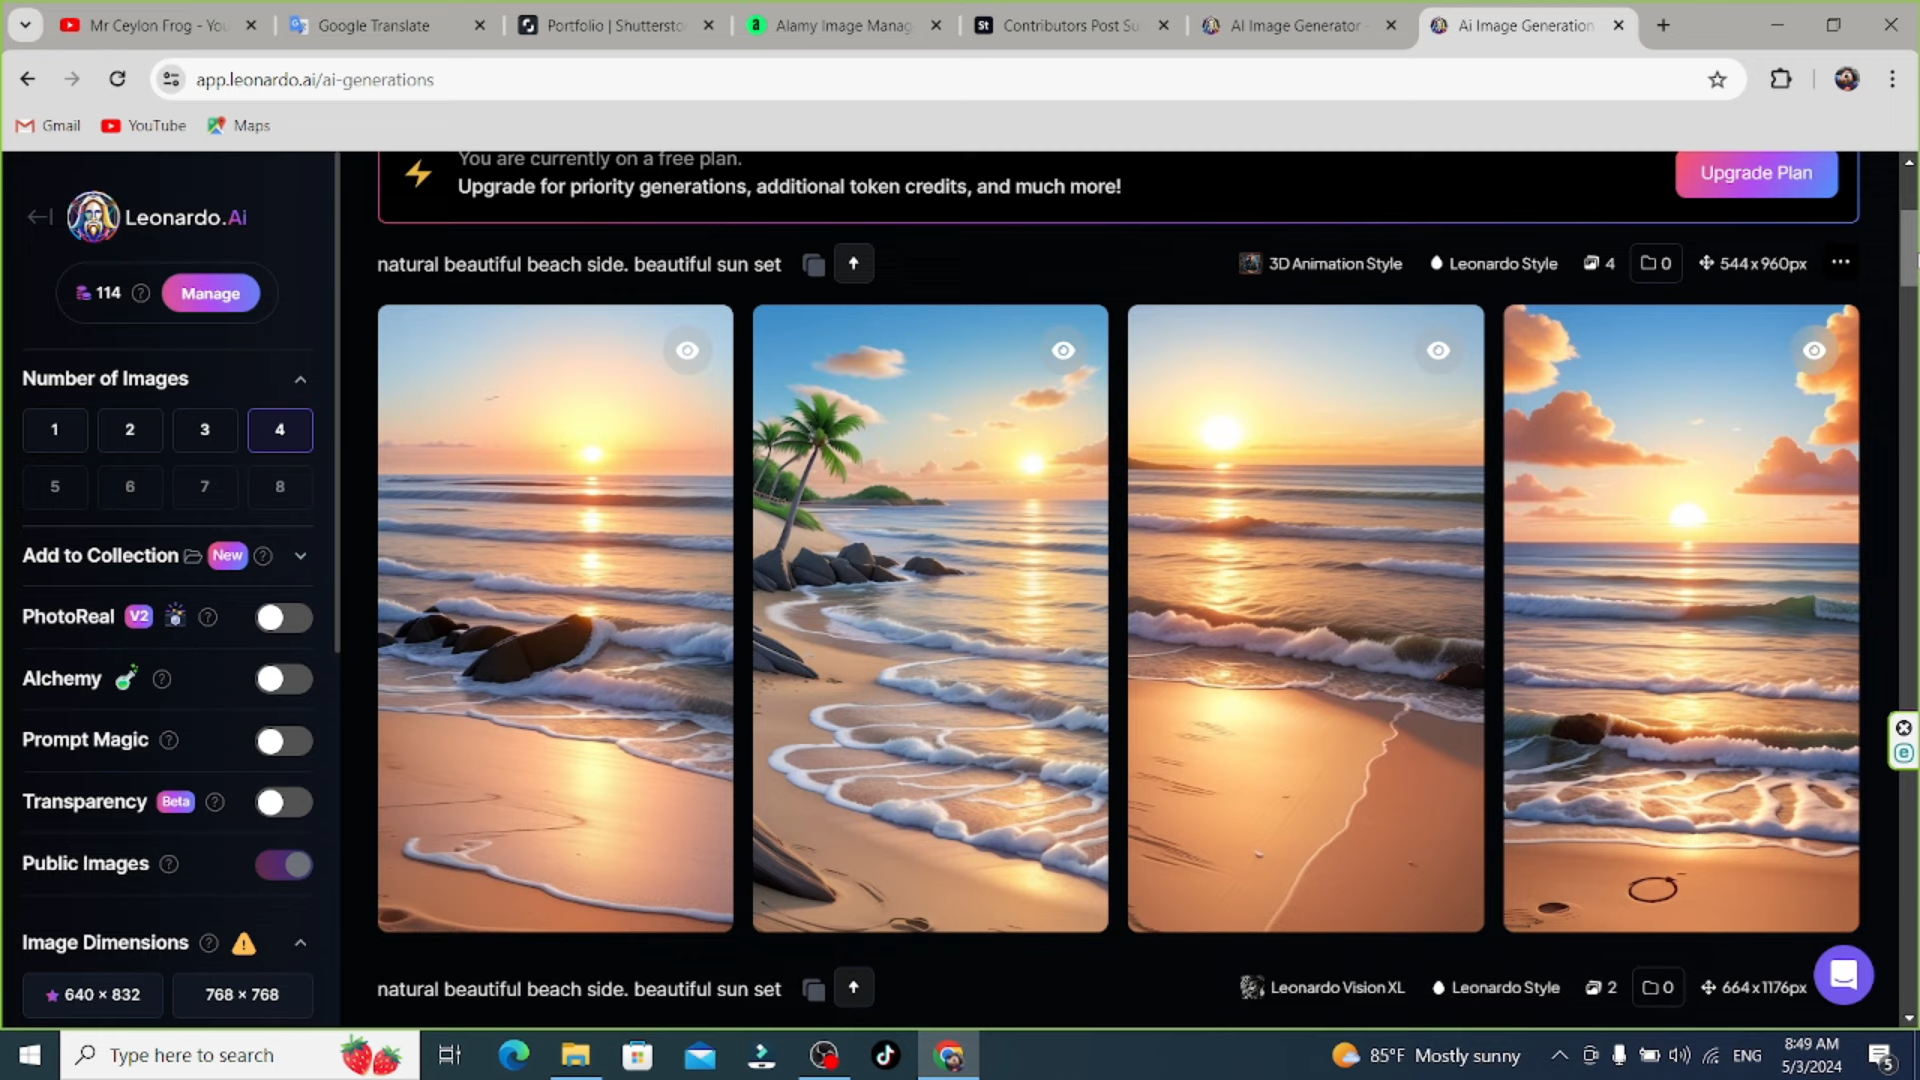 Mr Ceylon Frog - You
Google Translate
Portfolio | Shuttersto
Alamy Image Manag
Contributors Post Su
AI Image Generator -
Ai Image Generation
app.leonardo.ai/ai-generations
Gmail
YouTube
Maps
You are currently on a free plan.
Upgrade for priority generations, additional token credits, and much more!
Upgrade Plan
Leonardo.Ai
114
Manage
natural beautiful beach side. beautiful sun set
3D Animation Style
Leonardo Style
4
0
544 x 960px
Number of Images
1 2 3 4
5 6 7 8
Add to Collection New
PhotoReal V2
Alchemy
Prompt Magic
Transparency Beta
Public Images
Image Dimensions
640 × 832
768 × 768
natural beautiful beach side. beautiful sun set
Leonardo Vision XL
Leonardo Style
2
0
664 x 1176px
Type here to search
85°F Mostly sunny
ENG
8:49 AM
5/3/2024
5